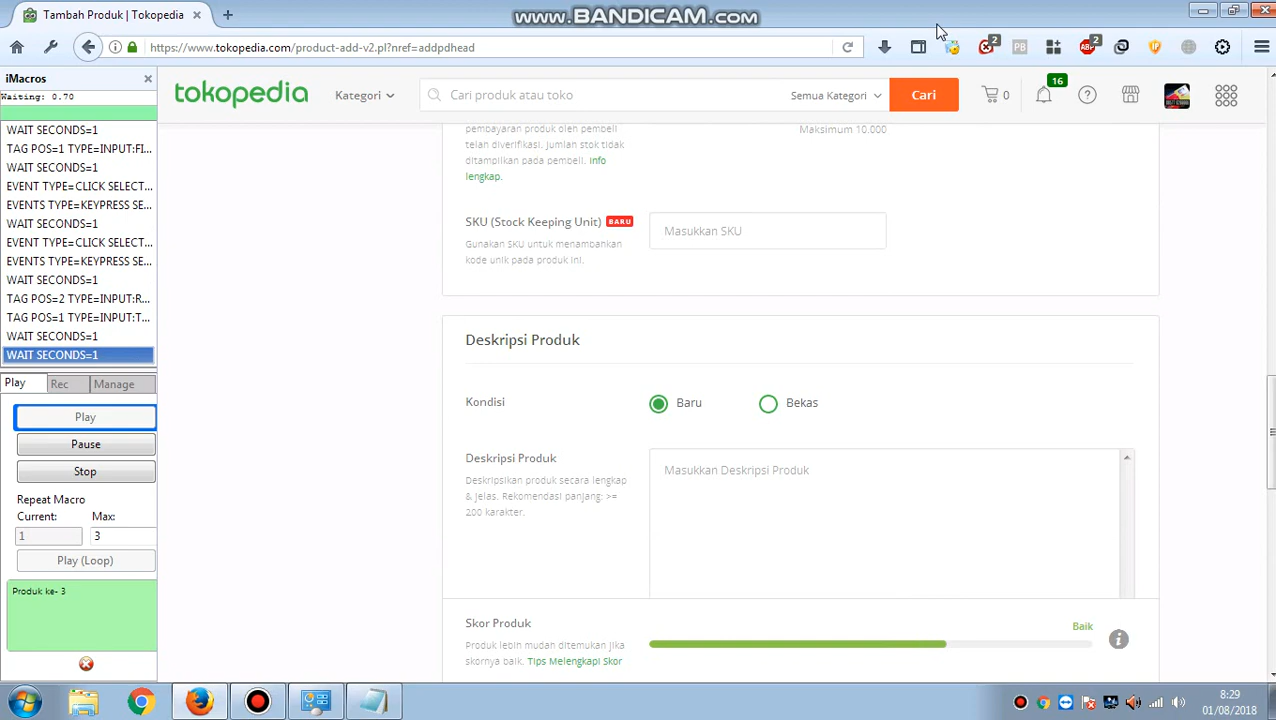 Tambah Produk | Tokopedia
www.BANDICAM.com
https://www.tokopedia.com/product-add-v2.pl?nref=addpdhead
2
PB
ABP
2
IP
iMacros
Waiting: 0.70
WAIT SECONDS=1
TAG POS=1 TYPE=INPUT:FI...
WAIT SECONDS=1
EVENT TYPE=CLICK SELECT...
EVENTS TYPE=KEYPRESS SE...
WAIT SECONDS=1
EVENT TYPE=CLICK SELECT...
EVENTS TYPE=KEYPRESS SE...
WAIT SECONDS=1
TAG POS=2 TYPE=INPUT:R...
TAG POS=1 TYPE=INPUT:T...
WAIT SECONDS=1
WAIT SECONDS=1
Play
Rec
Manage
Play
Pause
Stop
Repeat Macro
Current:
Max:
1
3
Play (Loop)
Produk ke- 3
tokopedia
Kategori
Cari produk atau toko
Semua Kategori
Cari
0
16
pembayaran produk oleh pembeli
telah diverifikasi. Jumlah stok tidak
ditampilkan pada pembeli. Info
lengkap.
Maksimum 10.000
SKU (Stock Keeping Unit) BARU
Gunakan SKU untuk menambahkan
kode unik pada produk ini.
Masukkan SKU
Deskripsi Produk
Kondisi
Baru
Bekas
Deskripsi Produk
Deskripsikan produk secara lengkap
& jelas. Rekomendasi panjang: >=
200 karakter.
Masukkan Deskripsi Produk
Skor Produk
Produk lebih mudah ditemukan jika
skornya baik. Tips Melengkapi Skor
Baik
8:29
01/08/2018